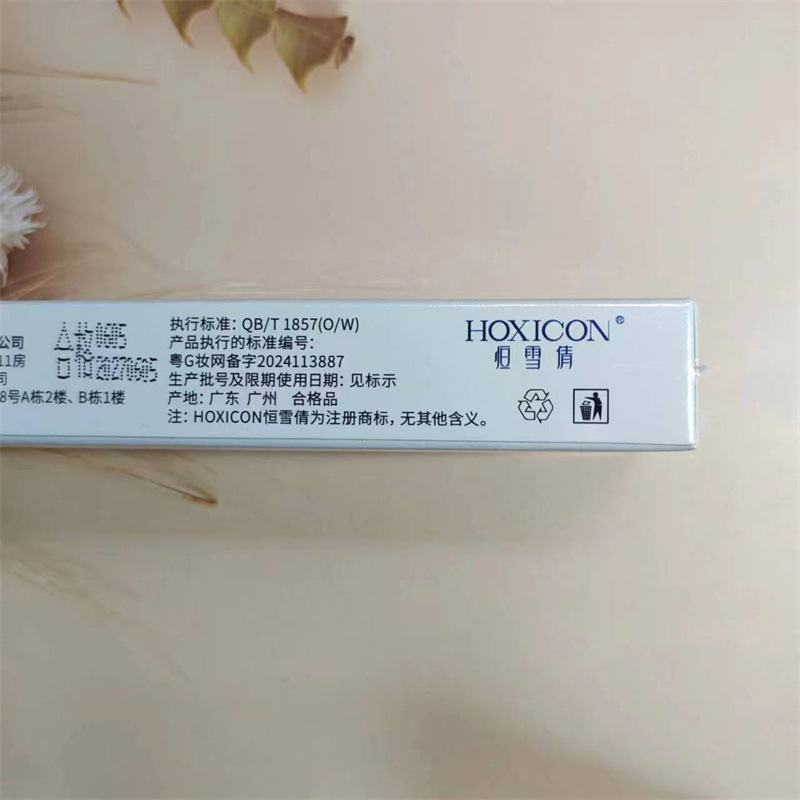 公司
11房
司
8号A栋2楼、B栋1楼
0605
20270605
执行标准：QB/T 1857(O/W)
产品执行的标准编号：
粤G妆网备字2024113887
生产批号及限期使用日期：见标示
产地：广东 广州 合格品
注：HOXICON恒雪倩为注册商标，无其他含义。
HOXICON®
恒雪倩